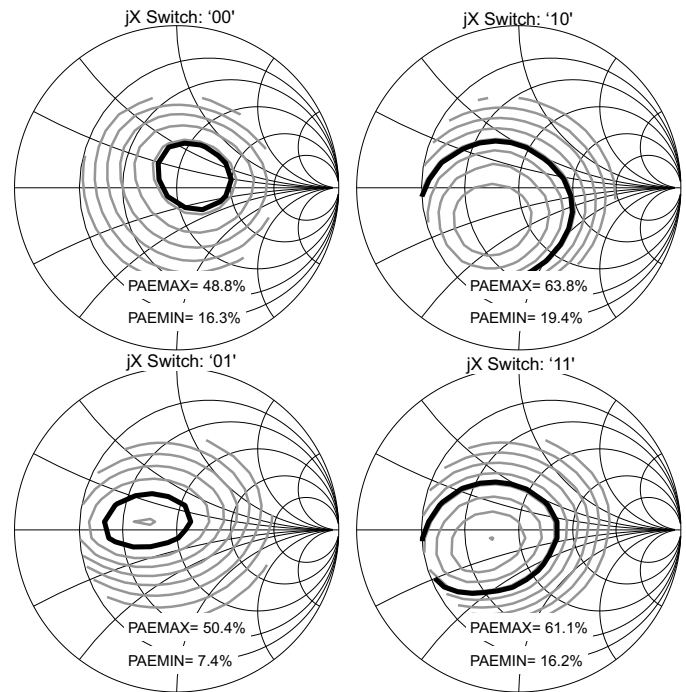 jX Switch: ‘00'
jX Switch: ‘10'
PAEMAX= 48.8%
PAEMIN= 16.3%
PAEMAX= 63.8%
PAEMIN= 19.4%
jX Switch: ‘01'
jX Switch: ‘11'
PAEMAX= 50.4%
PAEMIN= 7.4%
PAEMAX= 61.1%
PAEMIN= 16.2%